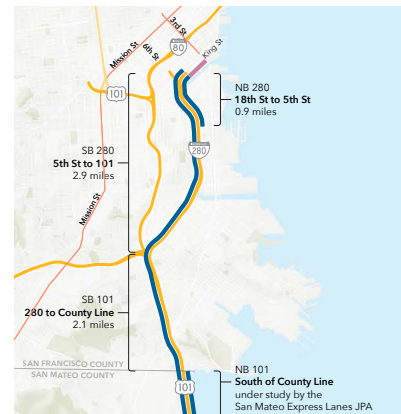 3rd St
6th St
Mission St
80
King St
101
NB 280
18th St to 5th St
0.9 miles
SB 280
5th St to 101
2.9 miles
280
Mission St
SB 101
280 to County Line
2.1 miles
SAN FRANCISCO COUNTY
SAN MATEO COUNTY
101
NB 101
South of County Line
under study by the
San Mateo Express Lanes JPA